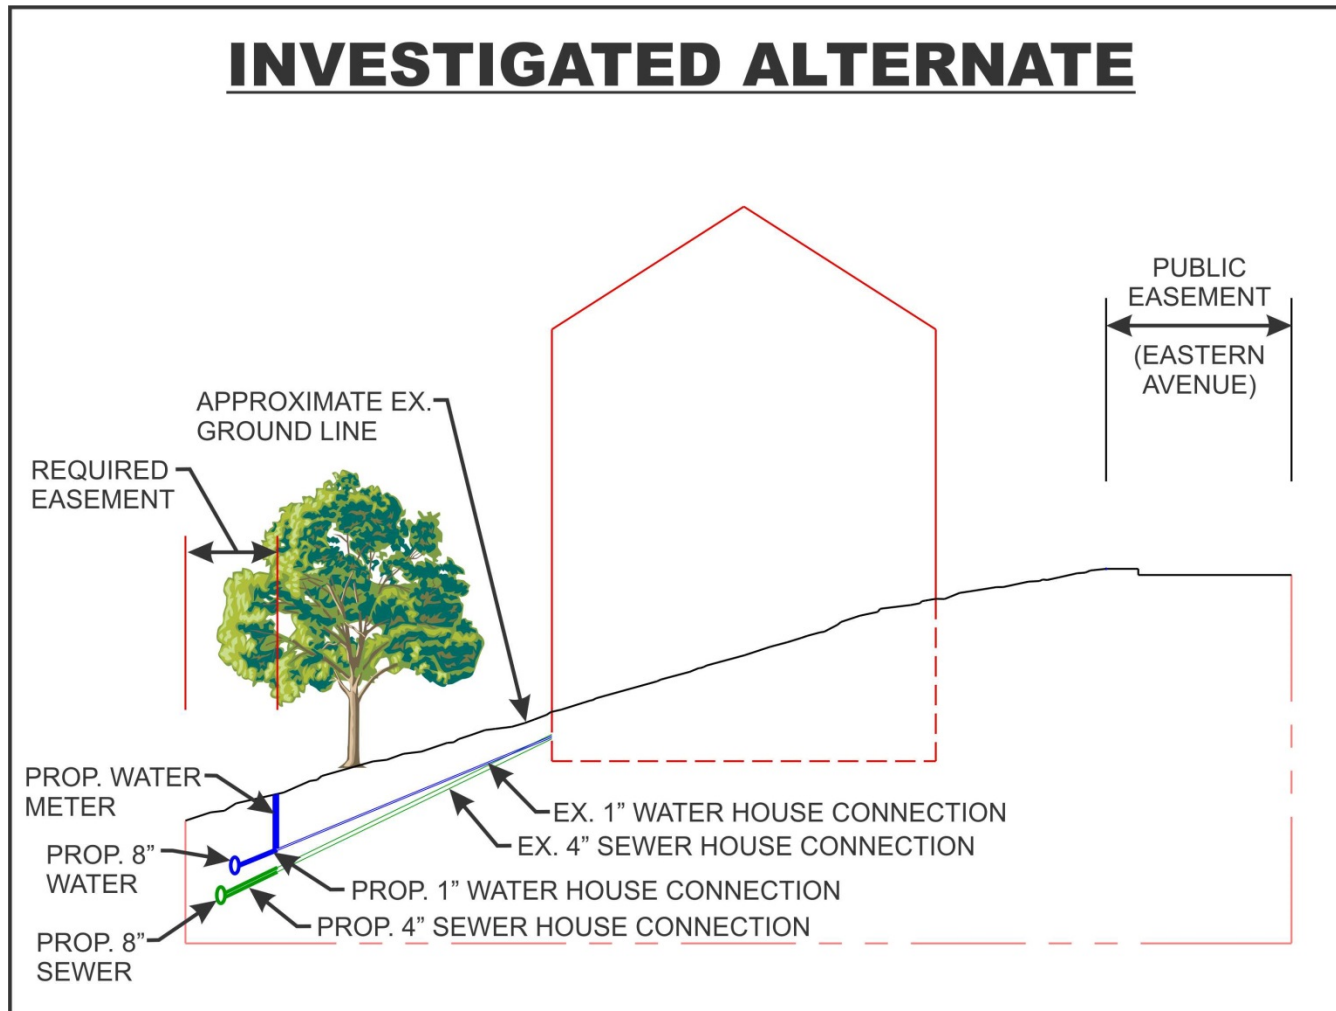 INVESTIGATED ALTERNATE
PUBLIC
EASEMENT
(EASTERN
AVENUE)
APPROXIMATE EX.
GROUND LINE
REQUIRED
EASEMENT
PROP. WATER
METER
EX. 1” WATER HOUSE CONNECTION
EX. 4” SEWER HOUSE CONNECTION
PROP. 8”
WATER
PROP. 1” WATER HOUSE CONNECTION
PROP. 4” SEWER HOUSE CONNECTION
PROP. 8”
SEWER